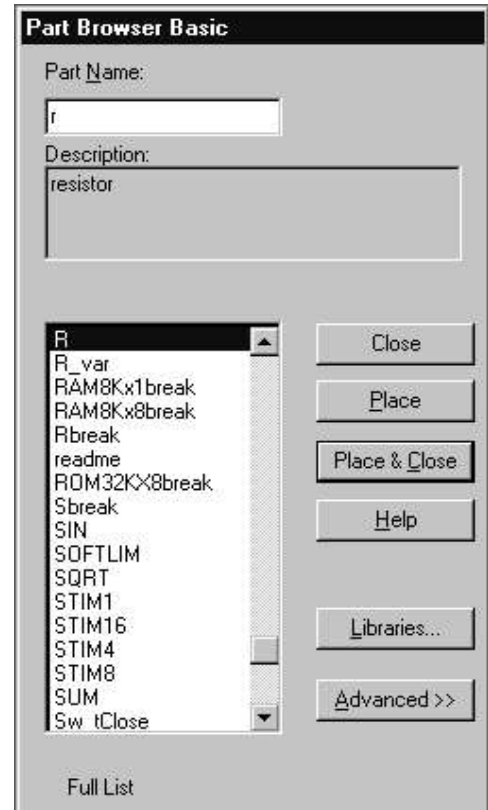 Part Browser Basic
Part Name:
r
Description:
resistor
R
R_var
RAM8Kx1break
RAM8Kx8break
Rbreak
readme
ROM32KX8break
Sbreak
SIN
SOFTLIM
SQRT
STIM1
STIM16
STIM4
STIM8
SUM
Sw_tClose
Close
Place
Place & Close
Help
Libraries...
Advanced >>
Full List